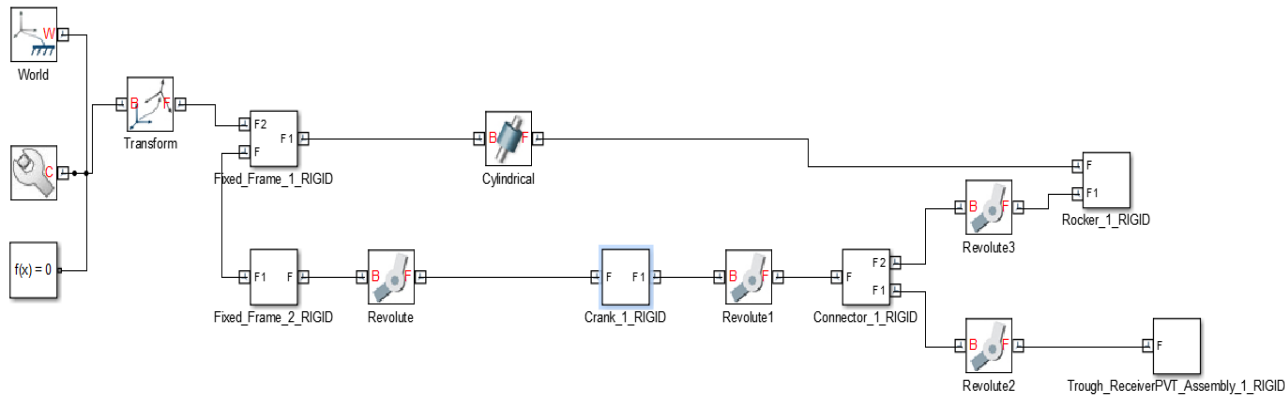 W
World
B F
Transform
F2
F1
F
Fixed_Frame_1_RIGID
B F
Cylindrical
F
F1
Rocker_1_RIGID
C
B F
Revolute3
f(x) = 0
F1 F
Fixed_Frame_2_RIGID
B F
Revolute
F F1
Crank_1_RIGID
B F
Revolute1
F2
F
F1
Connector_1_RIGID
B F
Revolute2
F
Trough_ReceiverPVT_Assembly_1_RIGID